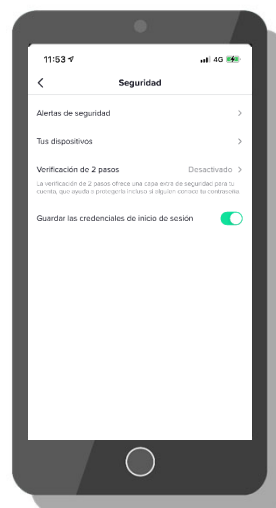 11:53
4G
Seguridad
Alertas de seguridad
Tus dispositivos
Verificación de 2 pasos Desactivado
La verificación de 2 pasos ofrece una capa extra de seguridad para tu
cuenta, que ayuda a protegerla incluso si alguien conoce tu contraseña.
Guardar las credenciales de inicio de sesión